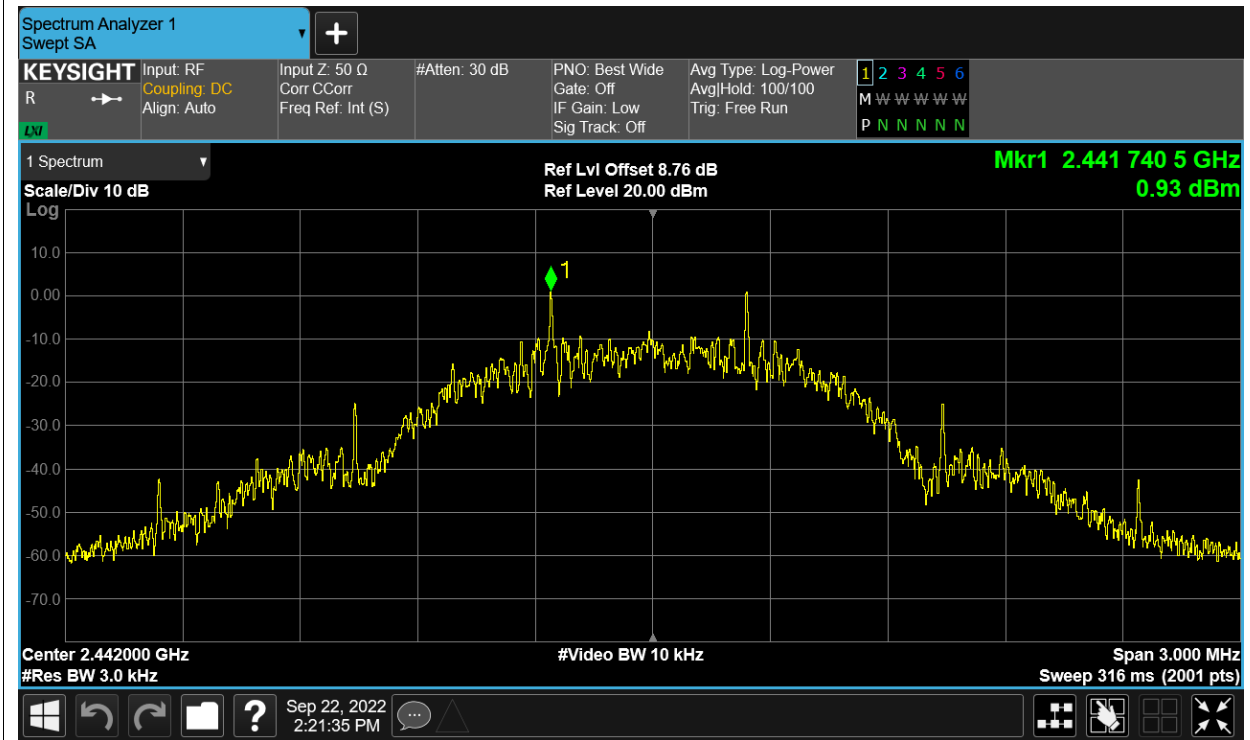 Spectrum Analyzer 1
Swept SA
KEYSIGHT
R
LXI
Input: RF
Coupling: DC
Align: Auto
Input Z: 50 Ω
Corr CCorr
Freq Ref: Int (S)
#Atten: 30 dB
PNO: Best Wide
Gate: Off
IF Gain: Low
Sig Track: Off
Avg Type: Log-Power
Avg|Hold: 100/100
Trig: Free Run
1 2 3 4 5 6
M W W W W W
P N N N N N
1 Spectrum
Scale/Div 10 dB
Log
Ref Lvl Offset 8.76 dB
Ref Level 20.00 dBm
Mkr1 2.441 740 5 GHz
0.93 dBm
10.0
0.00
-10.0
-20.0
-30.0
-40.0
-50.0
-60.0
-70.0
1
Center 2.442000 GHz
#Res BW 3.0 kHz
#Video BW 10 kHz
Span 3.000 MHz
Sweep 316 ms (2001 pts)
?
Sep 22, 2022
2:21:35 PM